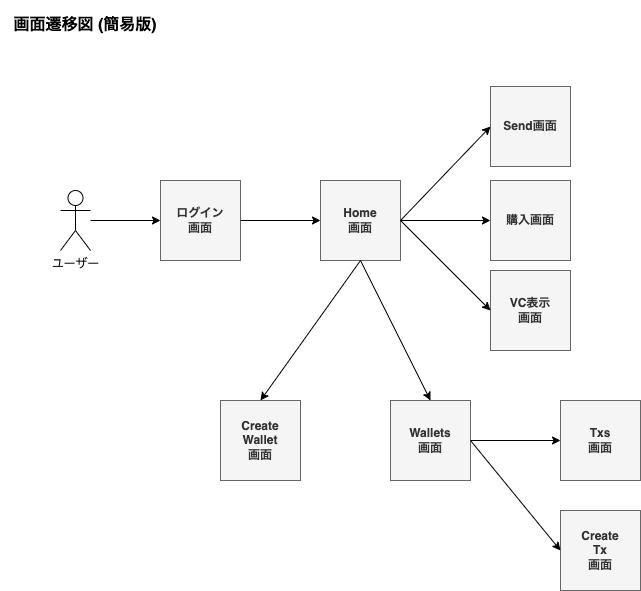 画面遷移図 (簡易版)
Send画面
ログイン
画面
Home
画面
購入画面
ユーザー
VC表示
画面
Create
Wallet
画面
Wallets
画面
Txs
画面
Create
Tx
画面